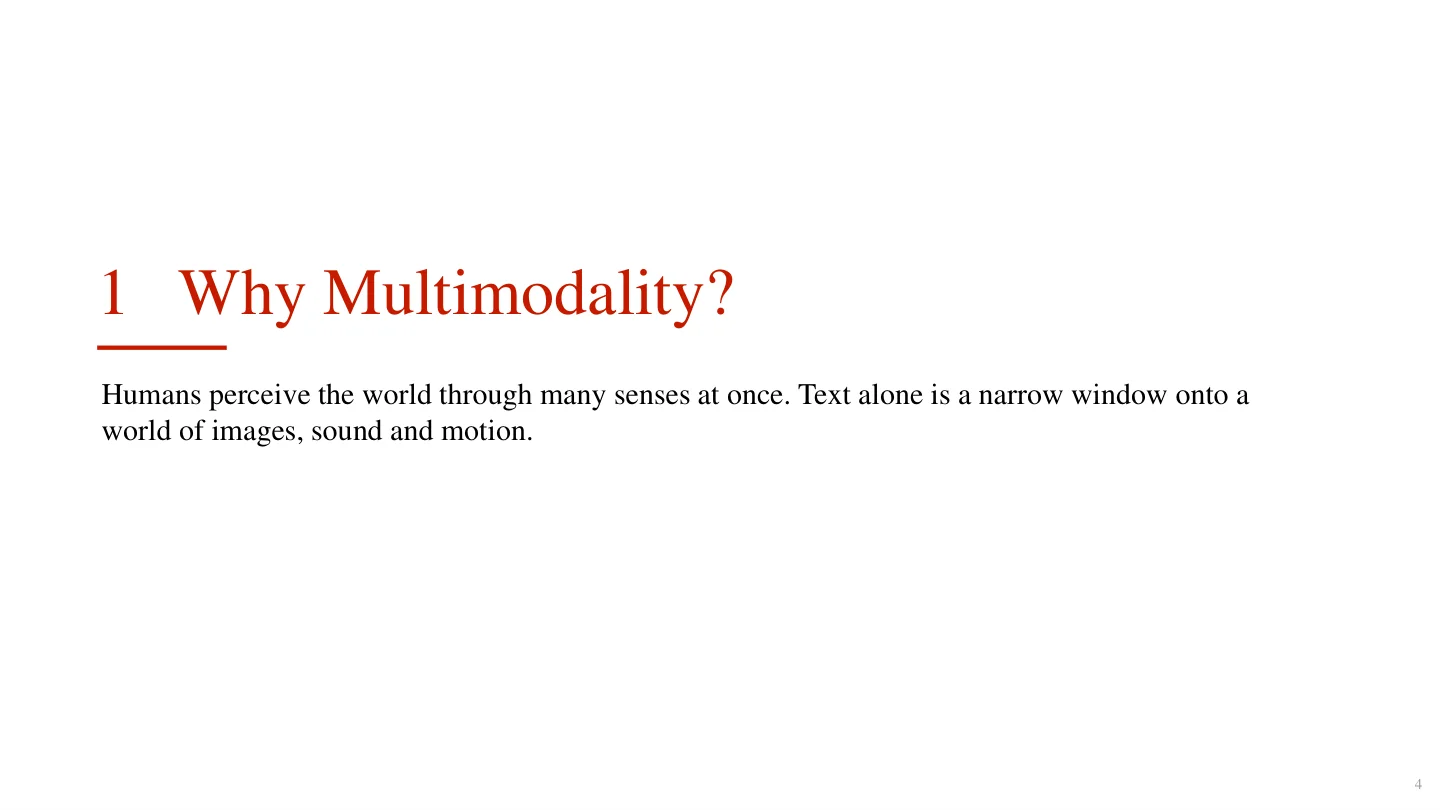 1 Why Multimodality?
Humans perceive the world through many senses at once. Text alone is a narrow window onto a
world of images, sound and motion.
4